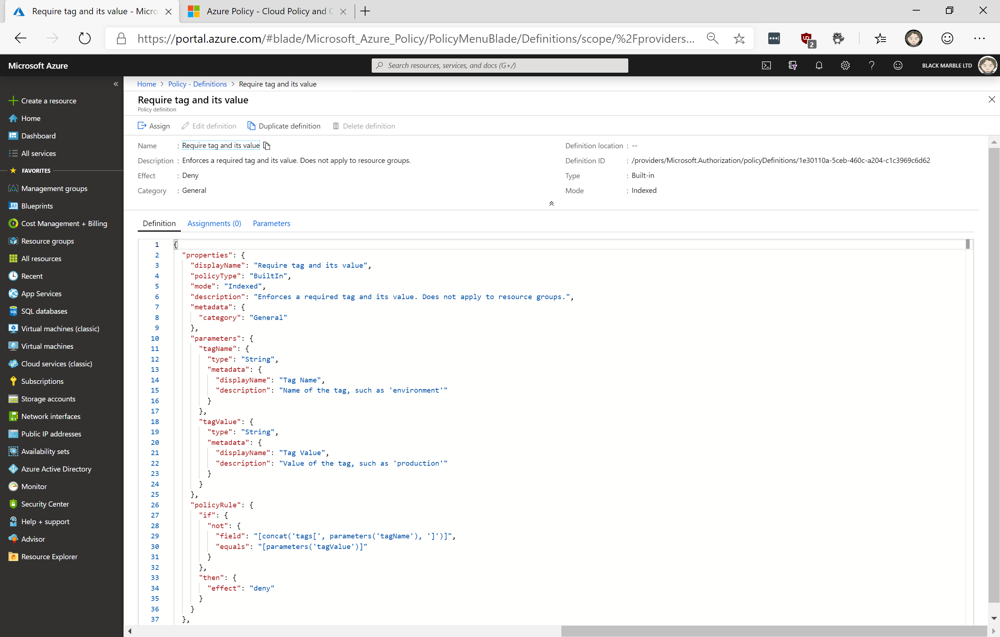 Require tag and its value - Micro
Azure Policy - Cloud Policy and C
https://portal.azure.com/#blade/Microsoft_Azure_Policy/PolicyMenuBlade/Definitions/scope/%2Fproviders...
2
Microsoft Azure
Search resources, services, and docs (G+/)
BLACK MARBLE LTD
Create a resource
Home
Dashboard
All services
FAVORITES
Management groups
Blueprints
Cost Management + Billing
Resource groups
All resources
Recent
App Services
SQL databases
Virtual machines (classic)
Virtual machines
Cloud services (classic)
Subscriptions
Storage accounts
Network interfaces
Public IP addresses
Availability sets
Azure Active Directory
Monitor
Security Center
Help + support
Advisor
Resource Explorer
Home > Policy - Definitions > Require tag and its value
Require tag and its value
Policy definition
Assign Edit definition Duplicate definition Delete definition
Name : Require tag and its value
Description : Enforces a required tag and its value. Does not apply to resource groups.
Effect : Deny
Category : General
Definition location : --
Definition ID : /providers/Microsoft.Authorization/policyDefinitions/1e30110a-5ceb-460c-a204-c1c3969c6d62
Type : Built-in
Mode : Indexed
Definition Assignments (0) Parameters
1 {
2 "properties": {
3 "displayName": "Require tag and its value",
4 "policyType": "BuiltIn",
5 "mode": "Indexed",
6 "description": "Enforces a required tag and its value. Does not apply to resource groups.",
7 "metadata": {
8 "category": "General"
9 },
10 "parameters": {
11 "tagName": {
12 "type": "String",
13 "metadata": {
14 "displayName": "Tag Name",
15 "description": "Name of the tag, such as 'environment'"
16 }
17 },
18 "tagValue": {
19 "type": "String",
20 "metadata": {
21 "displayName": "Tag Value",
22 "description": "Value of the tag, such as 'production'"
23 }
24 }
25 },
26 "policyRule": {
27 "if": {
28 "not": {
29 "field": "[concat('tags[', parameters('tagName'), ']')]",
30 "equals": "[parameters('tagValue')]"
31 }
32 },
33 "then": {
34 "effect": "deny"
35 }
36 }
37 },